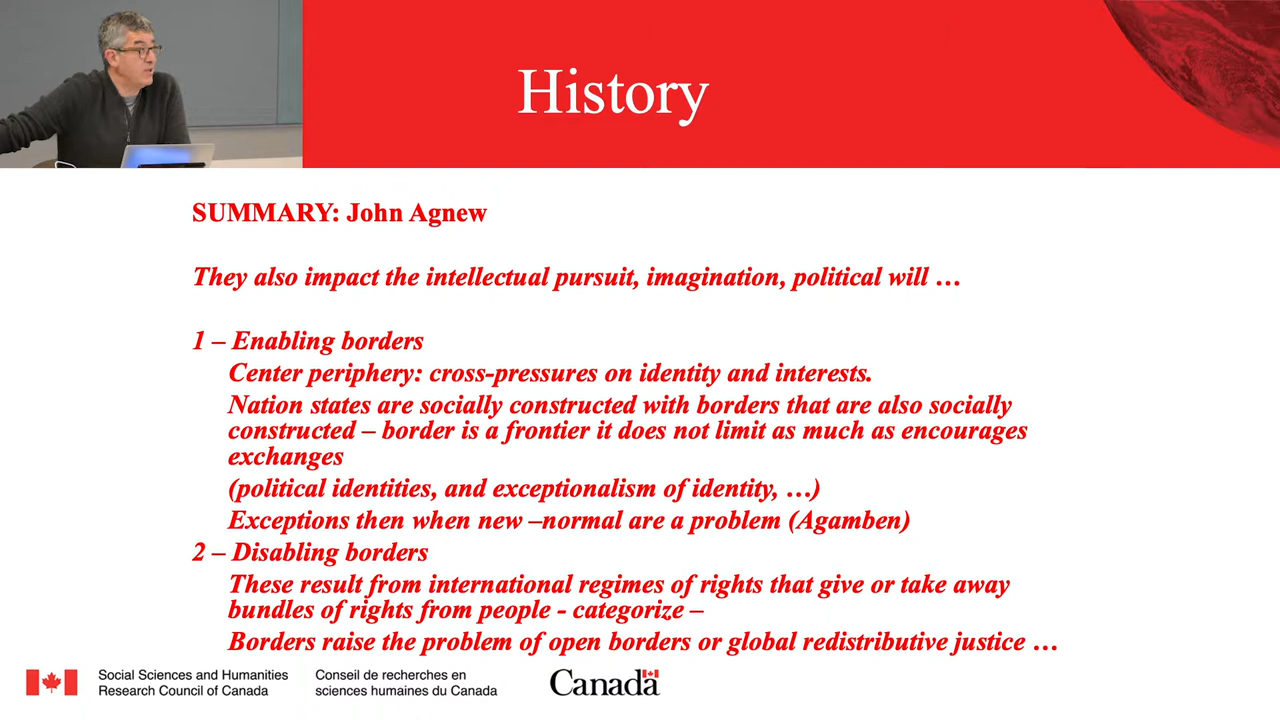 History
SUMMARY: John Agnew
They also impact the intellectual pursuit, imagination, political will …
1 – Enabling borders
Center periphery: cross-pressures on identity and interests.
Nation states are socially constructed with borders that are also socially
constructed – border is a frontier it does not limit as much as encourages
exchanges
(political identities, and exceptionalism of identity, …)
Exceptions then when new –normal are a problem (Agamben)
2 – Disabling borders
These result from international regimes of rights that give or take away
bundles of rights from people - categorize –
Borders raise the problem of open borders or global redistributive justice …
Social Sciences and Humanities
Research Council of Canada
Conseil de recherches en
sciences humaines du Canada
Canada